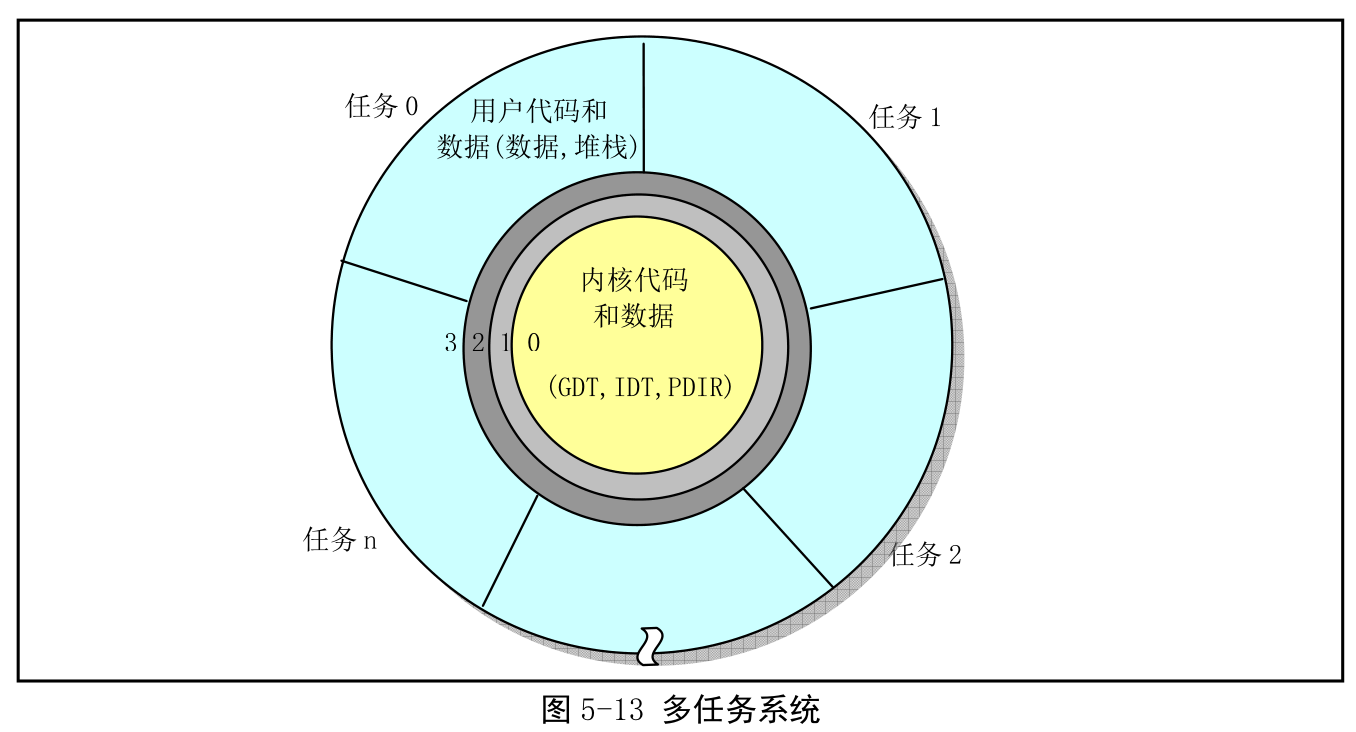 任务0
用户代码和
数据(数据,堆栈)
任务1
内核代码
和数据
3 2 1 0
(GDT,IDT,PDIR)
任务n
任务2
图 5-13 多任务系统